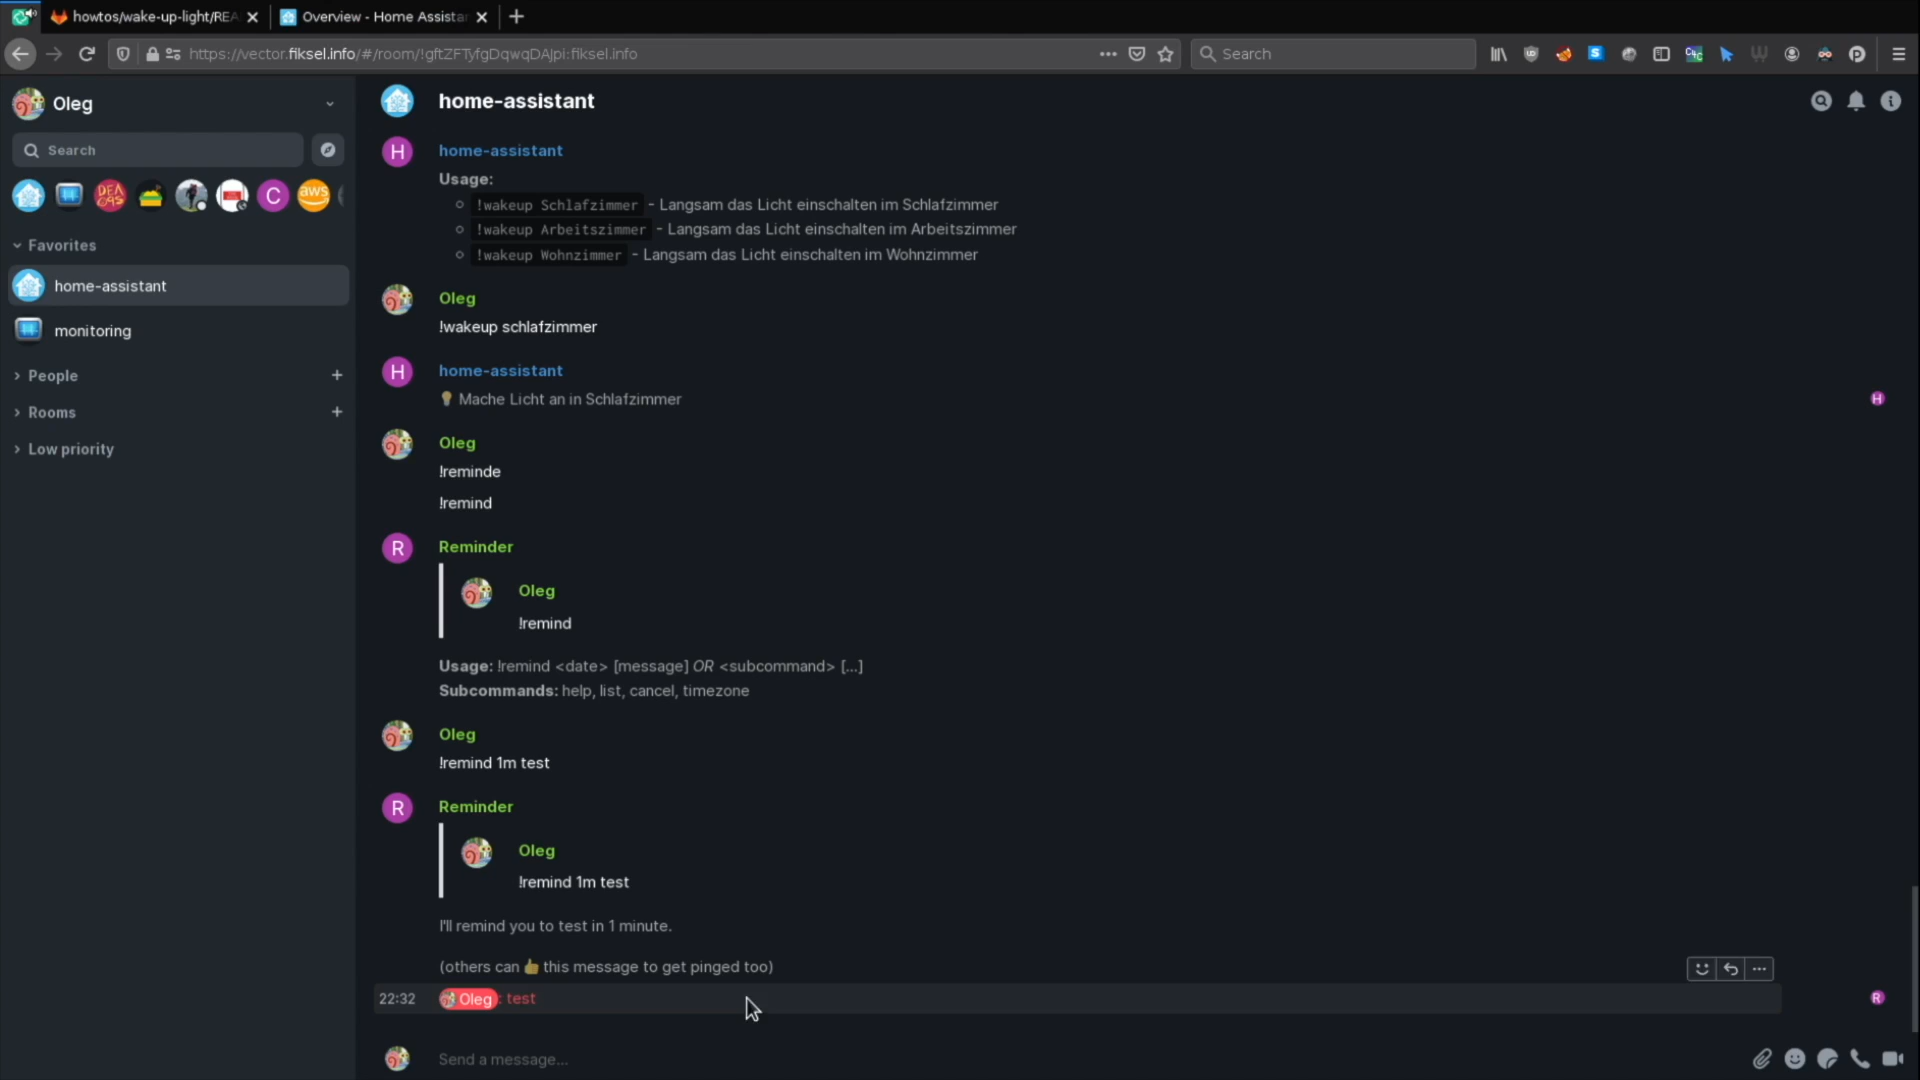 howtos/wake-up-light/REA
Overview - Home Assistan
https://vector.fiksel.info/#/room/!gftZFTyfgDqwqDAJpi:fiksel.info
Search
Oleg
Search
DEA
C
aws
Favorites
home-assistant
monitoring
People
Rooms
Low priority
home-assistant
H
home-assistant
Usage:
!wakeup Schlafzimmer - Langsam das Licht einschalten im Schlafzimmer
!wakeup Arbeitszimmer - Langsam das Licht einschalten im Arbeitszimmer
!wakeup Wohnzimmer - Langsam das Licht einschalten im Wohnzimmer
Oleg
!wakeup schlafzimmer
H
home-assistant
Mache Licht an in Schlafzimmer
H
Oleg
!reminde
!remind
R
Reminder
Oleg
!remind
Usage: !remind <date> [message] OR <subcommand> [...]
Subcommands: help, list, cancel, timezone
Oleg
!remind 1m test
R
Reminder
Oleg
!remind 1m test
I'll remind you to test in 1 minute.
(others can 👍 this message to get pinged too)
22:32 Oleg: test
R
Send a message...